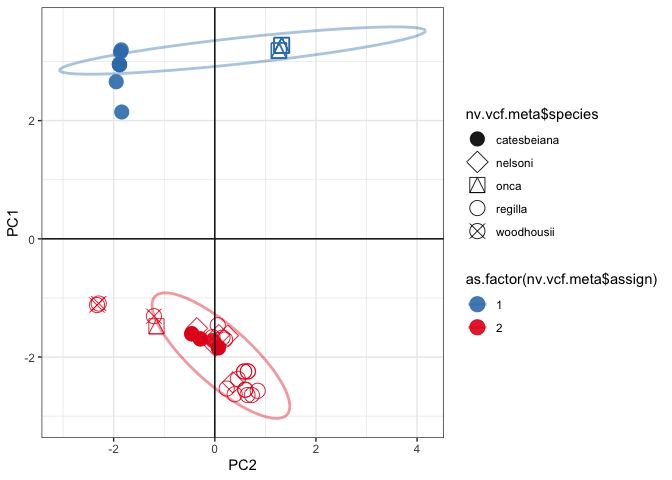 PC1
2
0
-2
-2
0
2
4
PC2
nv.vcf.meta$species
catesbeiana
nelsoni
onca
regilla
woodhousii
as.factor(nv.vcf.meta$assign)
1
2